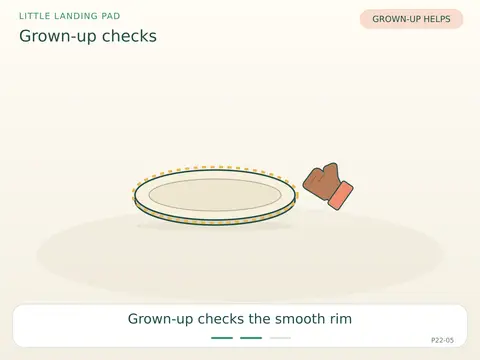 LITTLE LANDING PAD
GROWN-UP HELPS
Grown-up checks
Grown-up checks the smooth rim
P22-05